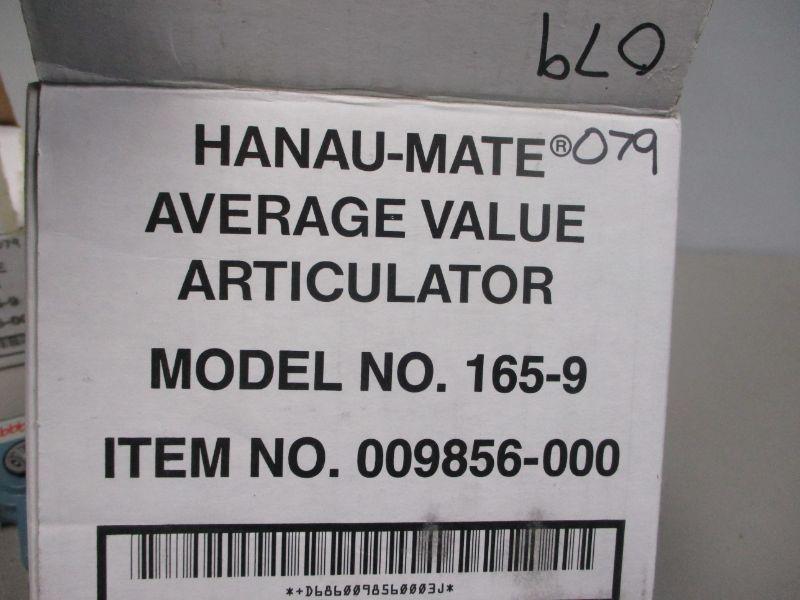 079
HANAU-MATE® 079
AVERAGE VALUE
ARTICULATOR
MODEL NO. 165-9
ITEM NO. 009856-000
*+D6860098560003J*